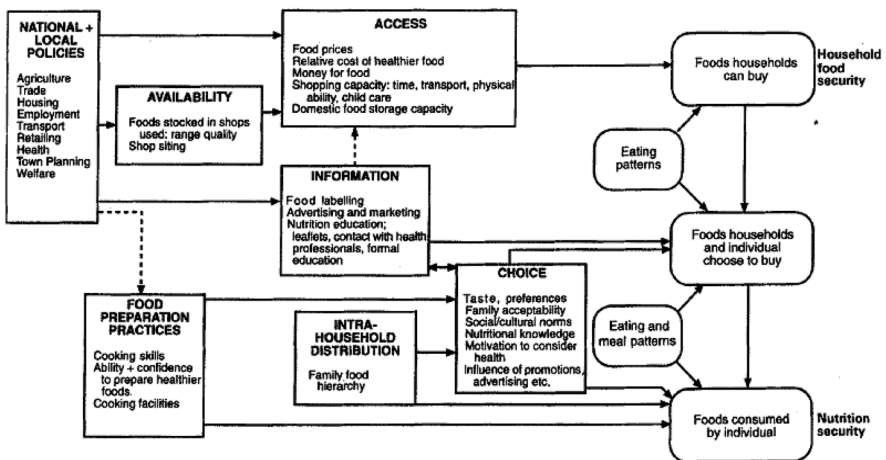 NATIONAL +
LOCAL
POLICIES
Agriculture
Trade
Housing
Employment
Transport
Retailing
Health
Town Planning
Welfare
AVAILABILITY
Foods stocked in shops
used: range quality
Shop siting
ACCESS
Food prices
Relative cost of healthier food
Money for food
Shopping capacity: time, transport, physical
ability, child care
Domestic food storage capacity
Foods households
can buy
Household
food
security
Eating
patterns
INFORMATION
Food labelling
Advertising and marketing
Nutrition education;
leaflets, contact with health
professionals, formal
education
Foods households
and individual
choose to buy
CHOICE
Taste, preferences
Family acceptability
Social/cultural norms
Nutritional knowledge
Motivation to consider
health
Influence of promotions,
advertising etc.
FOOD
PREPARATION
PRACTICES
Cooking skills
Ability + confidence
to prepare healthier
foods.
Cooking facilities
INTRA-
HOUSEHOLD
DISTRIBUTION
Family food
hierarchy
Eating and
meal patterns
Foods consumed
by individual
Nutrition
security